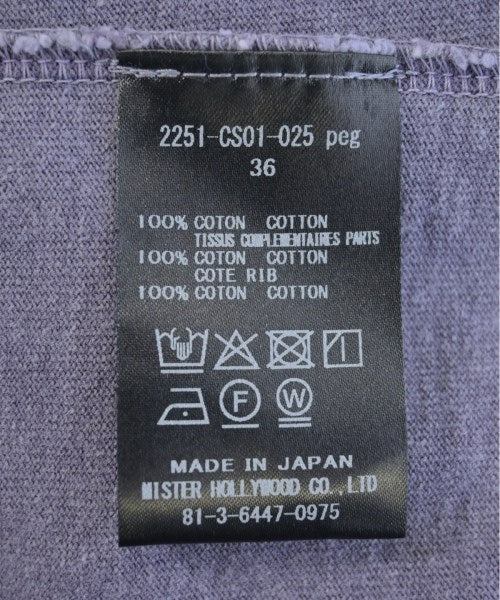 2251-CS01-025 peg
36
100% COTON COTTON
TISSUS COMPLEMENTAIRES PARTS
100% COTON COTTON
COTE RIB
100% COTON COTTON
F W
MADE IN JAPAN
MISTER HOLLYWOOD CO.,LTD
81-3-6447-0975